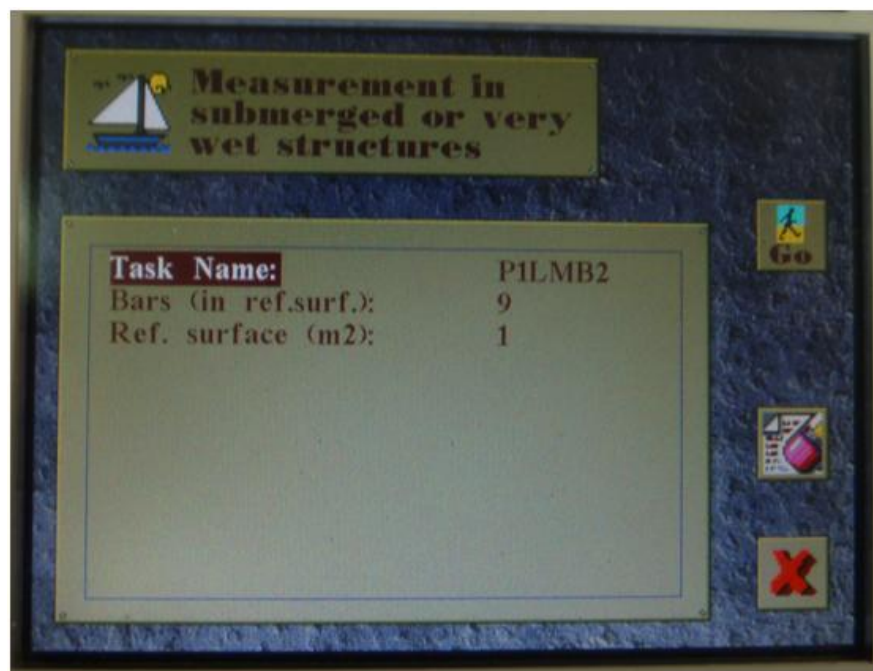 Measurement in
submerged or very
wet structures
Task Name: P1LMB2
Bars (in ref.surf.): 9
Ref. surface (m2): 1
Go